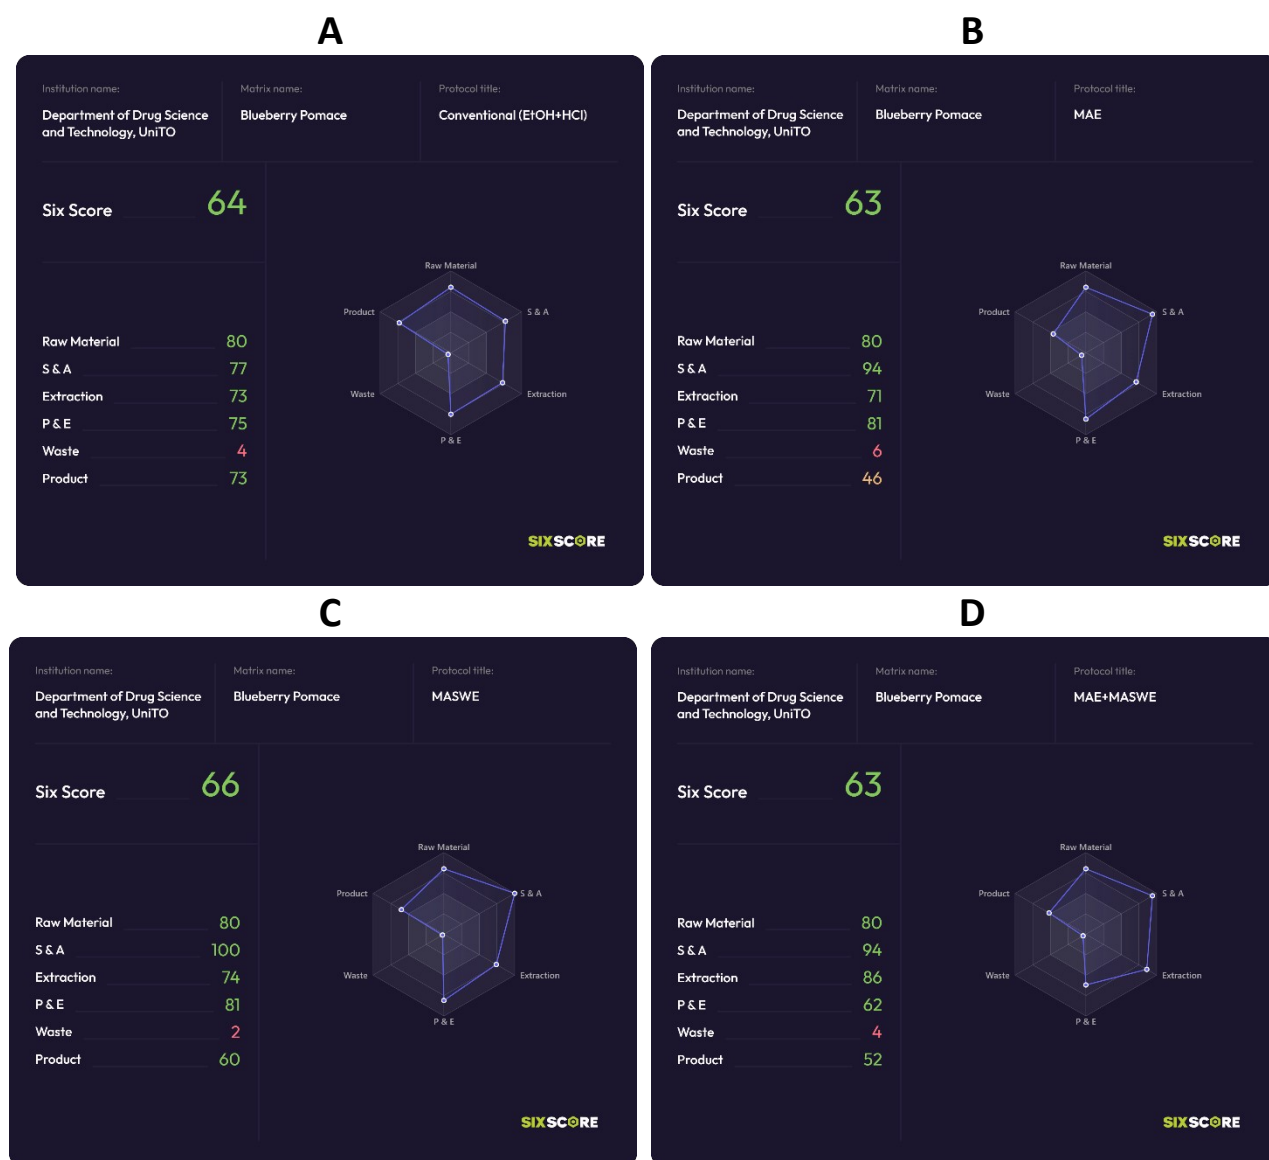 A
Institution name:
Department of Drug Science
and Technology, UniTO
Matrix name:
Blueberry Pomace
Protocol title:
Conventional (EtOH+HCl)
Six Score 64
Raw Material 80
S & A 77
Extraction 73
P & E 75
Waste 4
Product 73
Raw Material
S & A
Extraction
P & E
Waste
Product
SIXSCORE
B
Institution name:
Department of Drug Science
and Technology, UniTO
Matrix name:
Blueberry Pomace
Protocol title:
MAE
Six Score 63
Raw Material 80
S & A 94
Extraction 71
P & E 81
Waste 6
Product 46
Raw Material
S & A
Extraction
P & E
Waste
Product
SIXSCORE
C
Institution name:
Department of Drug Science
and Technology, UniTO
Matrix name:
Blueberry Pomace
Protocol title:
MASWE
Six Score 66
Raw Material 80
S & A 100
Extraction 74
P & E 81
Waste 2
Product 60
Raw Material
S & A
Extraction
P & E
Waste
Product
SIXSCORE
D
Institution name:
Department of Drug Science
and Technology, UniTO
Matrix name:
Blueberry Pomace
Protocol title:
MAE+MASWE
Six Score 63
Raw Material 80
S & A 94
Extraction 86
P & E 62
Waste 4
Product 52
Raw Material
S & A
Extraction
P & E
Waste
Product
SIXSCORE